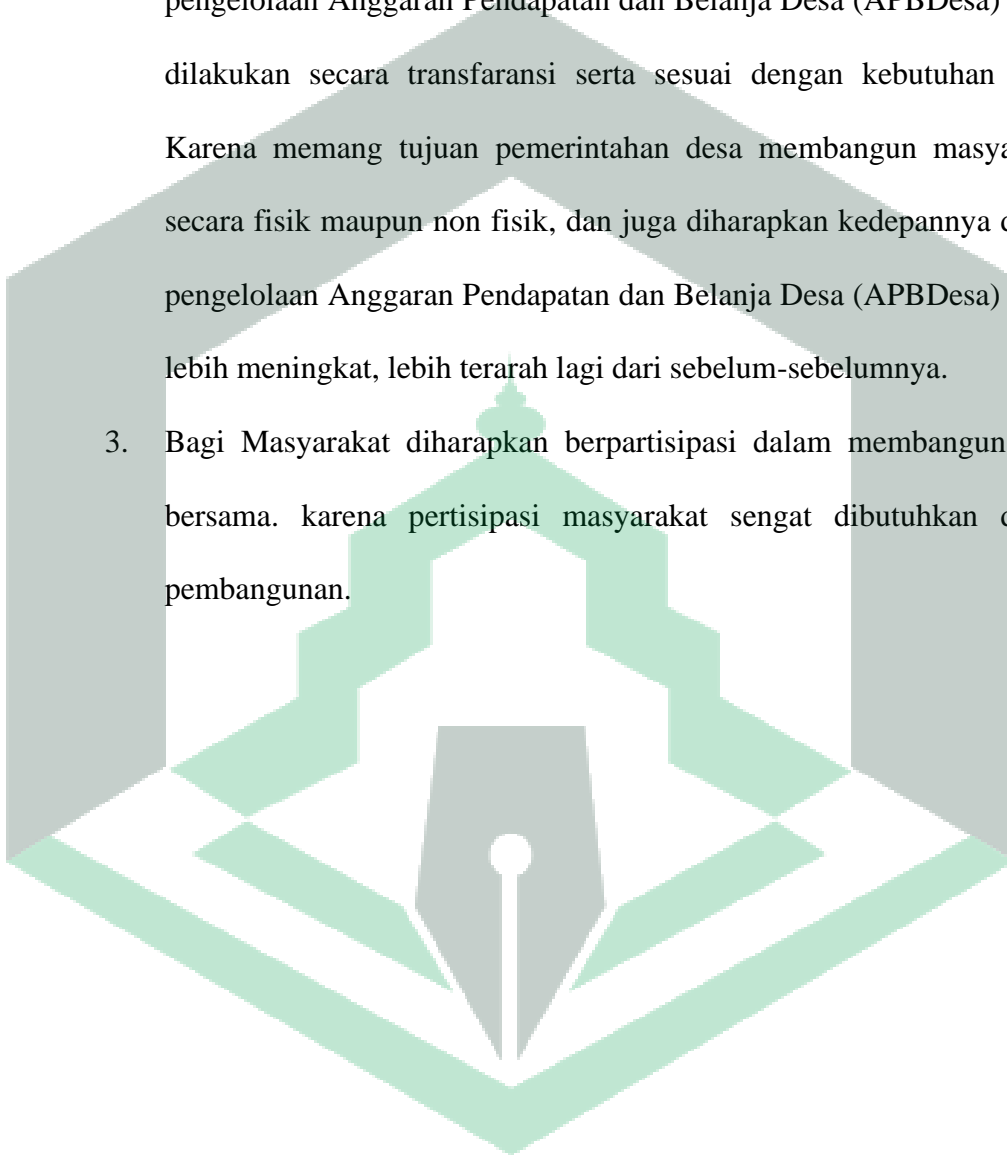 pengelolaan Anggaran Pendapatan dan Belanja Desa (APBDesa)
dilakukan secara transfaransi serta sesuai dengan kebutuhan
Karena memang tujuan pemerintahan desa membangun
secara fisik maupun non fisik, dan juga diharapkan kedepannya
pengelolaan Anggaran Pendapatan dan Belanja Desa (APBDesa)
lebih meningkat, lebih terarah lagi dari sebelum-sebelumnya.
3. Bagi Masyarakat diharapkan berpartisipasi dalam membangun
bersama. karena pertisipasi masyarakat sengat dibutuhkan
pembangunan.